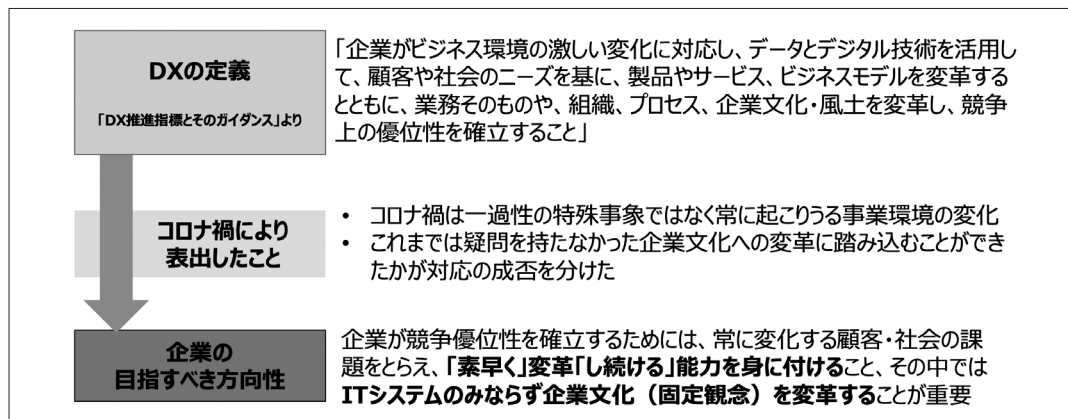 DXの定義
「DX推進指標とそのガイダンス」より
「企業がビジネス環境の激しい変化に対応し、データとデジタル技術を活用し
て、顧客や社会のニーズを基に、製品やサービス、ビジネスモデルを変革する
とともに、業務そのものや、組織、プロセス、企業文化・風土を変革し、競争
上の優位性を確立すること」
コロナ禍により
表出したこと
• コロナ禍は一過性の特殊事象ではなく常に起こりうる事業環境の変化
• これまでは疑問を持たなかった企業文化への変革に踏み込むことができ
たかが対応の成否を分けた
企業の
目指すべき方向性
企業が競争優位性を確立するためには、常に変化する顧客・社会の課
題をとらえ、「素早く」変革「し続ける」能力を身に付けること、その中では
ITシステムのみならず企業文化（固定観念）を変革することが重要